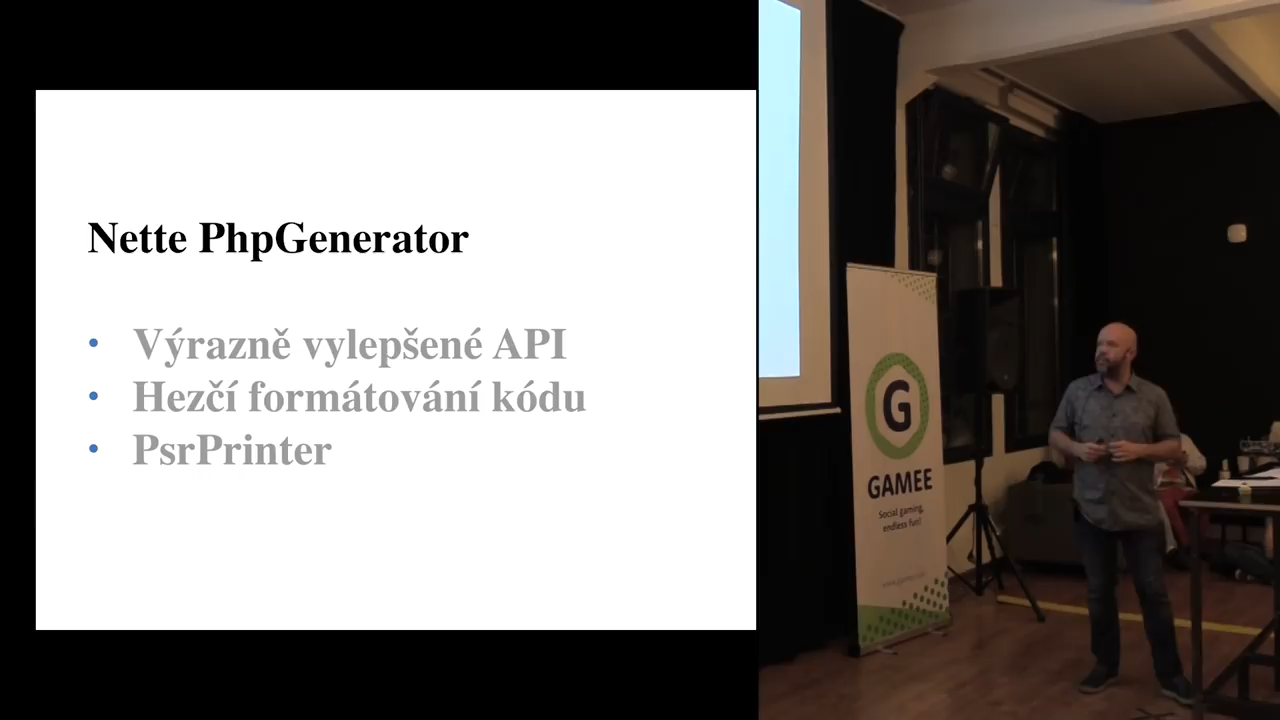 Nette PhpGenerator
• Výrazně vylepšené API
• Hezčí formátování kódu
• PsrPrinter
G
GAMEE
Social gaming,
endless fun!